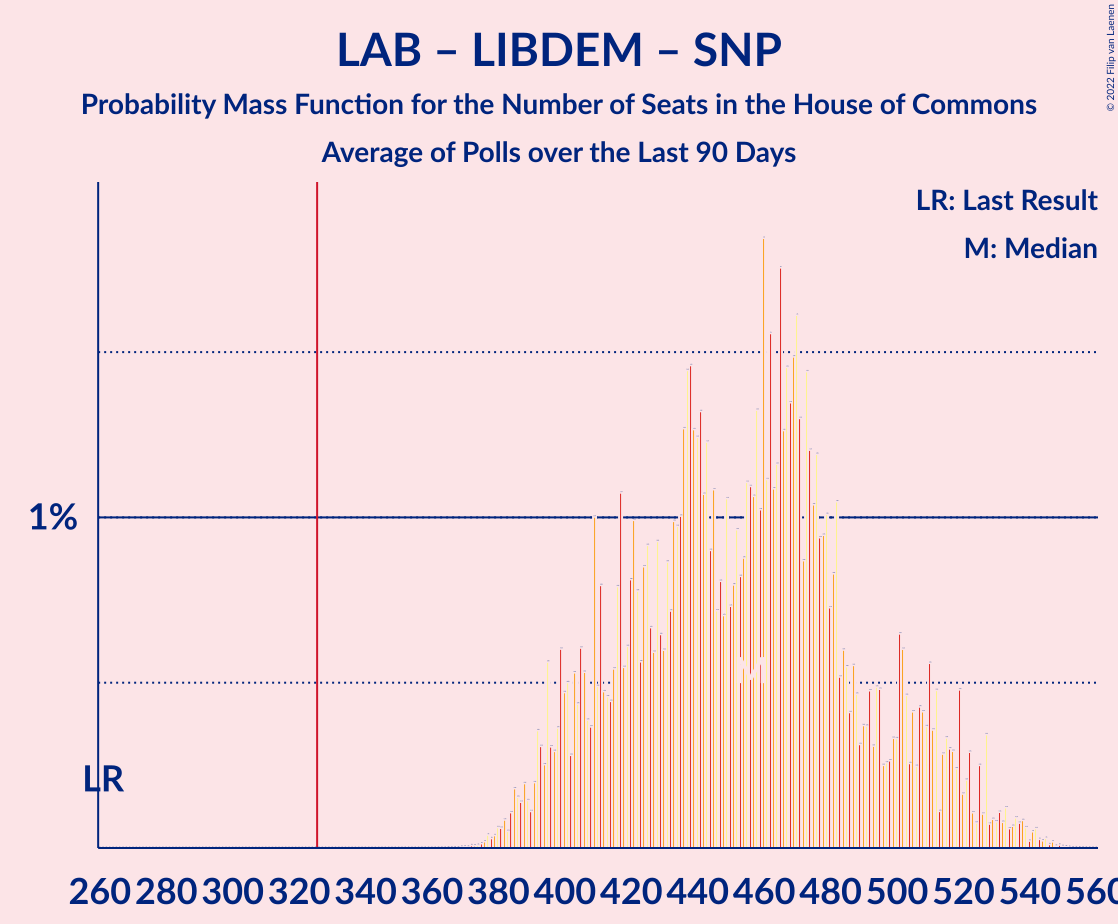 LAB – LIBDEM – SNP
Probability Mass Function for the Number of Seats in the House of Commons
Average of Polls over the Last 90 Days
© 2022 Filip van Laenen
LR: Last Result
M: Median
1%
M
LR
260 280 300 320 340 360 380 400 420 440 460 480 500 520 540 560